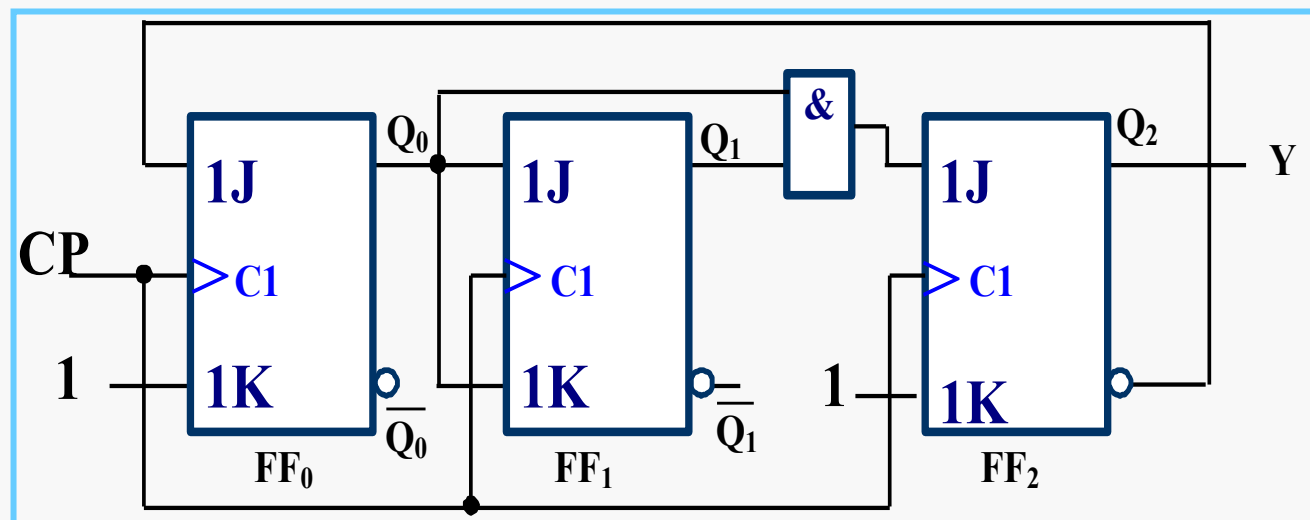 Q₀ Q₁ & Q₂
1J 1J 1J Y
CP C1 C1 C1
1 1K 1K 1 1K
Q̅₀ Q̅₁
FF₀ FF₁ FF₂